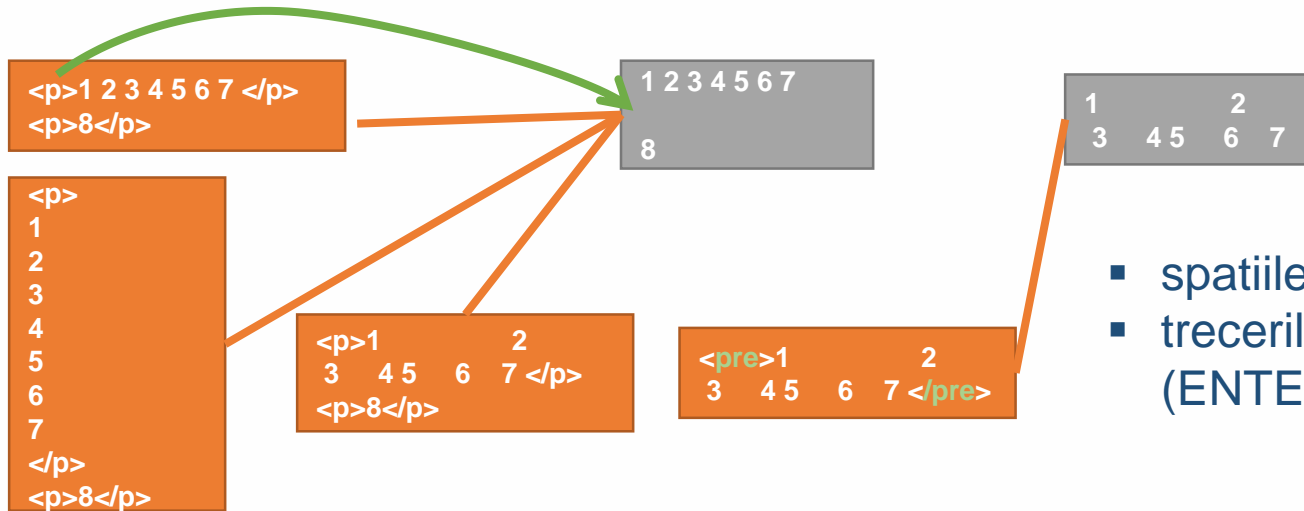 <p>1 2 3 4 5 6 7 </p>
<p>8</p>
1 2 3 4 5 6 7
8
1 2
3 4 5 6 7
<p>
1
2
3
4
5
6
7
</p>
<p>8</p>
<p>1 2
3 4 5 6 7 </p>
<p>8</p>
<pre>1 2
3 4 5 6 7 </pre>
▪ spatiile
▪ treceril
(ENTE